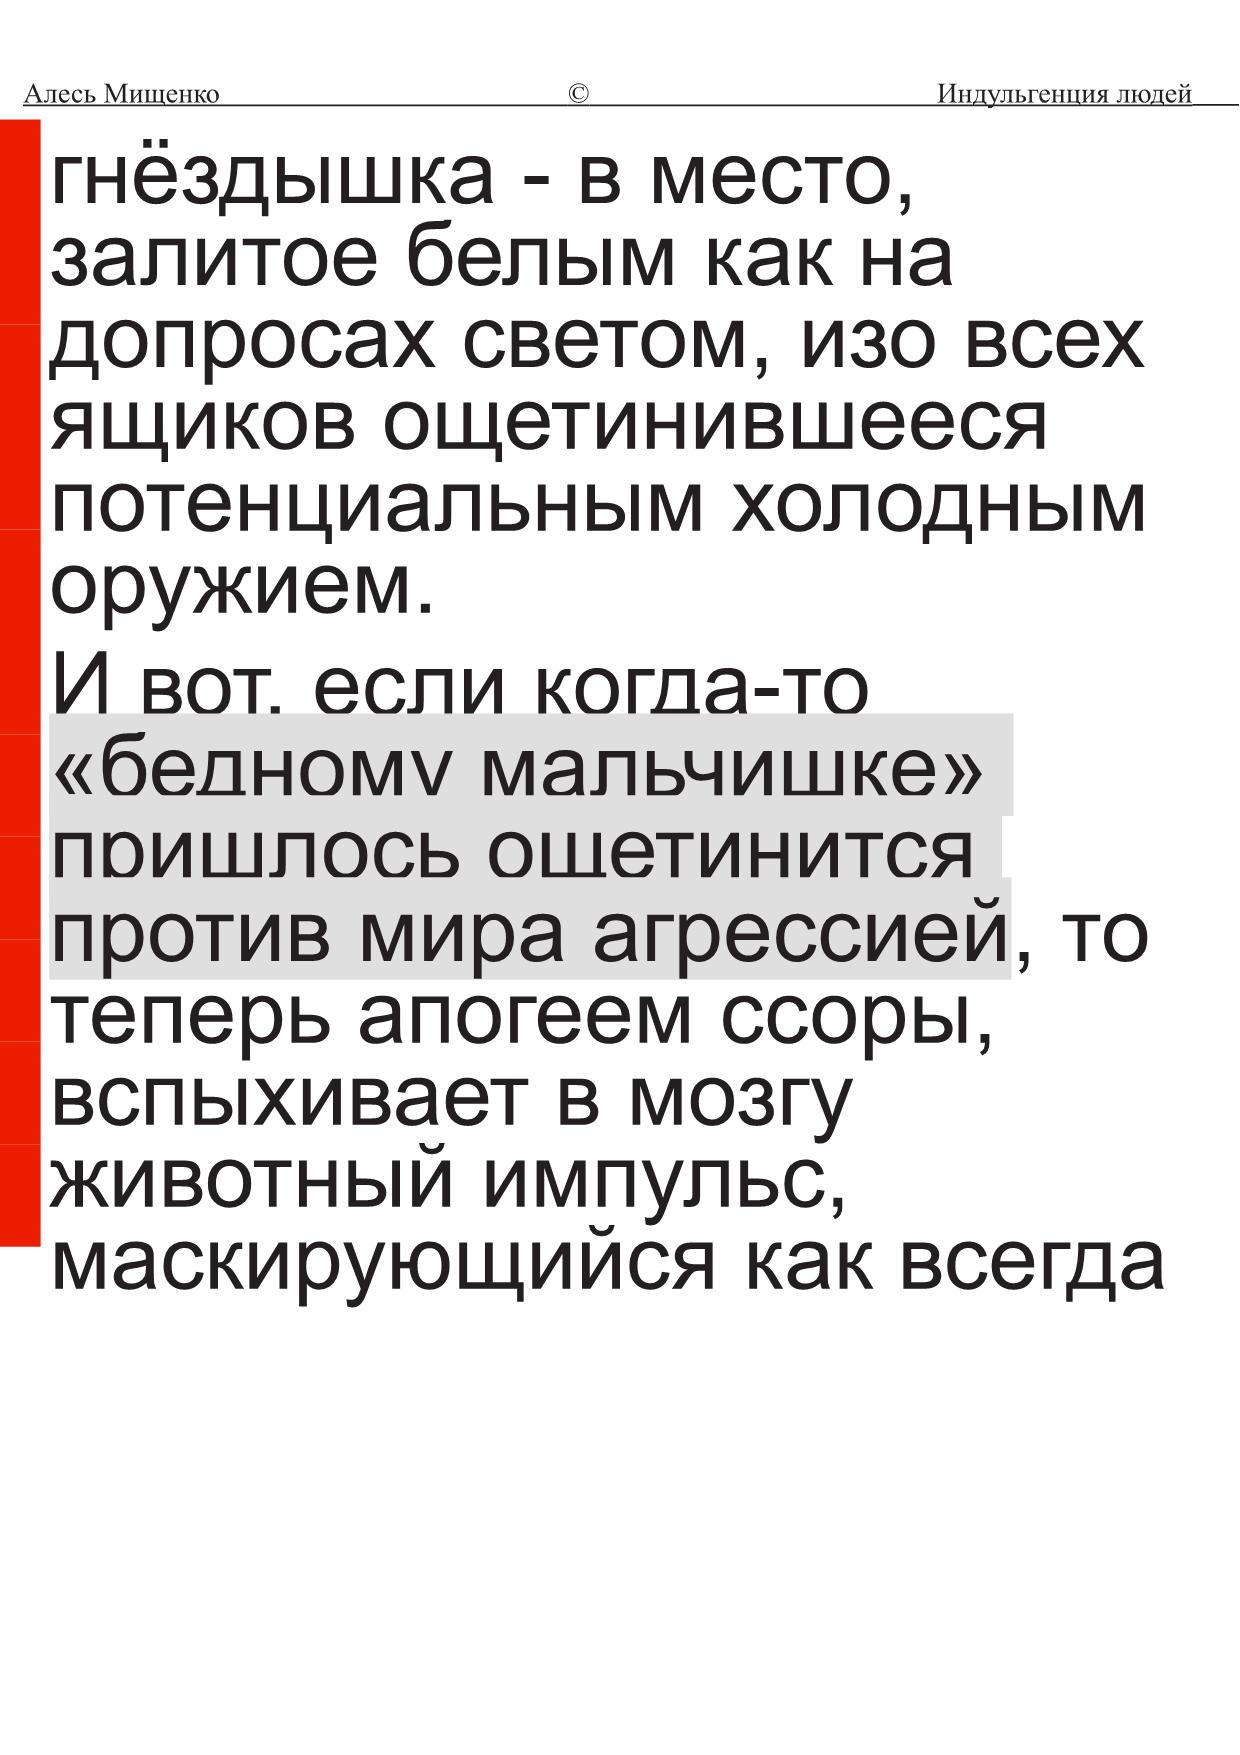 Алесь Мищенко © Индульгенция людей
гнёздышка - в место,
залитое белым как на
допросах светом, изо всех
ящиков ощетинившееся
потенциальным холодным
оружием.
И вот, если когда-то
«бедному мальчишке»
пришлось ощетинится
против мира агрессией, то
теперь апогеем ссоры,
вспыхивает в мозгу
животный импульс,
маскирующийся как всегда